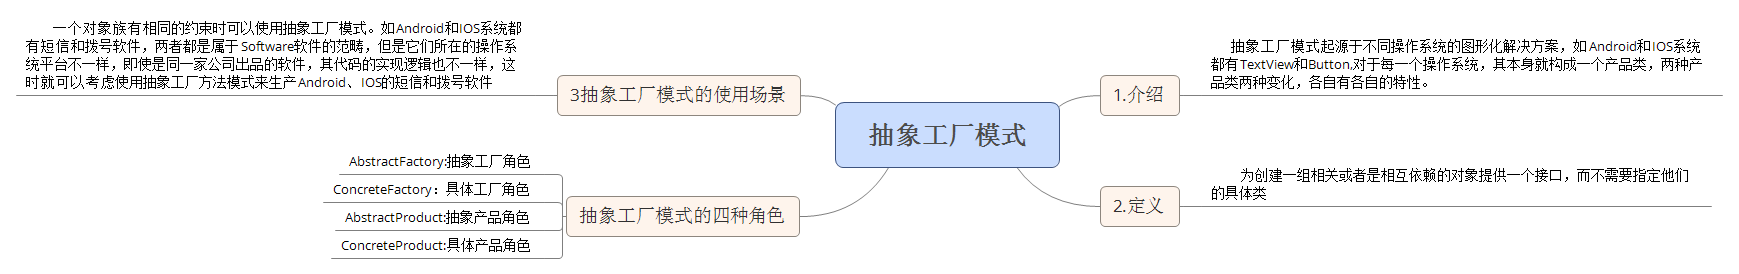 抽象工厂模式
1.介绍
抽象工厂模式起源于不同操作系统的图形化解决方案，如Android和IOS系统
都有TextView和Button,对于每一个操作系统，其本身就构成一个产品类，两种产
品类两种变化，各自有各自的特性。
2.定义
为创建一组相关或者是相互依赖的对象提供一个接口，而不需要指定他们
的具体类
3抽象工厂模式的使用场景
一个对象族有相同的约束时可以使用抽象工厂模式。如Android和IOS系统都
有短信和拨号软件，两者都是属于Software软件的范畴，但是它们所在的操作系
统平台不一样，即使是同一家公司出品的软件，其代码的实现逻辑也不一样，这
时就可以考虑使用抽象工厂方法模式来生产Android、IOS的短信和拨号软件
抽象工厂模式的四种角色
AbstractFactory:抽象工厂角色
ConcreteFactory：具体工厂角色
AbstractProduct:抽象产品角色
ConcreteProduct:具体产品角色